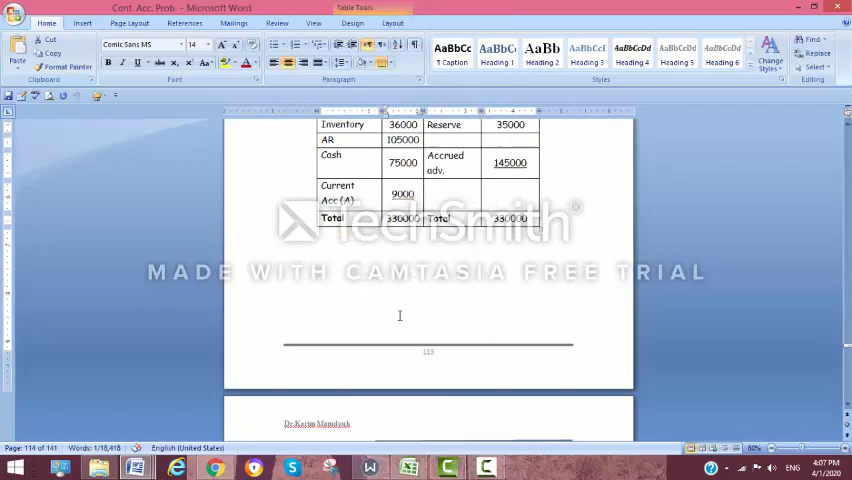 Cont. Acc. Prob. - Microsoft Word
Table Tools
Home Insert Page Layout References Mailings Review View Design Layout
Paste
Cut
Copy
Format Painter
Clipboard
Comic Sans MS 14
Font
Paragraph
AaBbCc AaBbCc AaBb AaBbCcI AaBbCcDd AaBbCcDd AaBbCcDd
¶ Caption Heading 1 Heading 2 Heading 3 Heading 4 Heading 5 Heading 6
Styles
Change
Styles
Find
Replace
Select
Editing
Inventory 36000 Reserve 35000
AR 105000
Cash 75000 Accrued adv. 145000
Current Acc (A) 9000
Total 330000 Total 330000
TechSmith®
MADE WITH CAMTASIA FREE TRIAL
115
Dr.Karim Mamdouh
Page: 114 of 141 Words: 1/18,418 English (United States) 80%
ENG
4:07 PM
4/1/2020